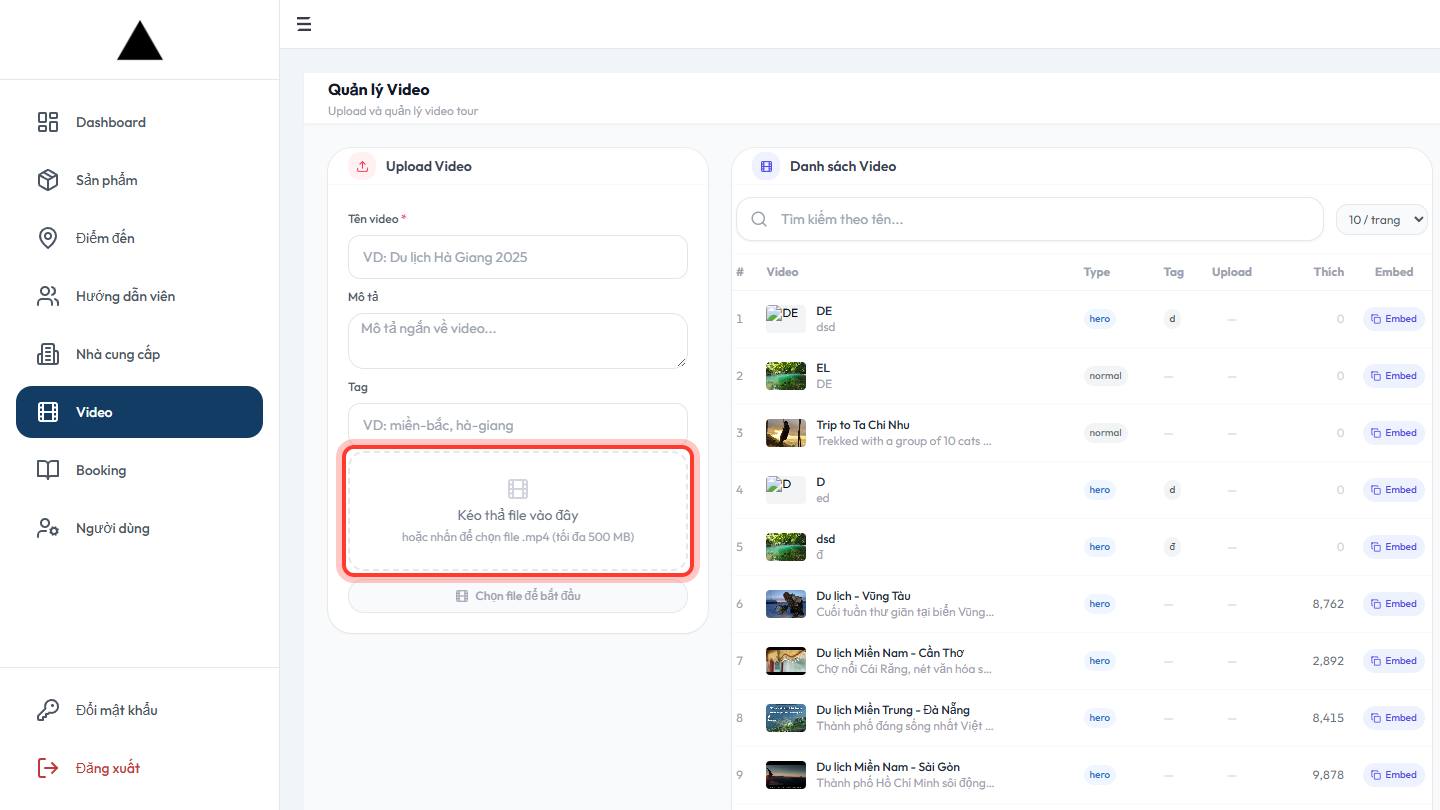 Dashboard
Sản phẩm
Điểm đến
Hướng dẫn viên
Nhà cung cấp
Video
Booking
Người dùng
Đổi mật khẩu
Đăng xuất
Quản lý Video
Upload và quản lý video tour
Upload Video
Tên video *
VD: Du lịch Hà Giang 2025
Mô tả
Mô tả ngắn về video...
Tag
VD: miền-bắc, hà-giang
Kéo thả file vào đây
hoặc nhấn để chọn file .mp4 (tối đa 500 MB)
Chọn file để bắt đầu
Danh sách Video
Tìm kiếm theo tên...
10 / trang
# Video Type Tag Upload Thích Embed
1 DE DE hero d — 0 Embed
dsd
2 EL normal — — 0 Embed
DE
3 Trip to Ta Chi Nhu normal — — 0 Embed
Trekked with a group of 10 cats ...
4 D D hero d — 0 Embed
ed
5 dsd hero đ — 0 Embed
đ
6 Du lịch - Vũng Tàu hero — — 8,762 Embed
Cuối tuần thư giãn tại biển Vũng...
7 Du lịch Miền Nam - Cần Thơ hero — — 2,892 Embed
Chợ nổi Cái Răng, nét văn hóa s...
8 Du lịch Miền Trung - Đà Nẵng hero — — 8,415 Embed
Thành phố đáng sống nhất Việt ...
9 Du lịch Miền Nam - Sài Gòn hero — — 9,878 Embed
Thành phố Hồ Chí Minh sôi động...